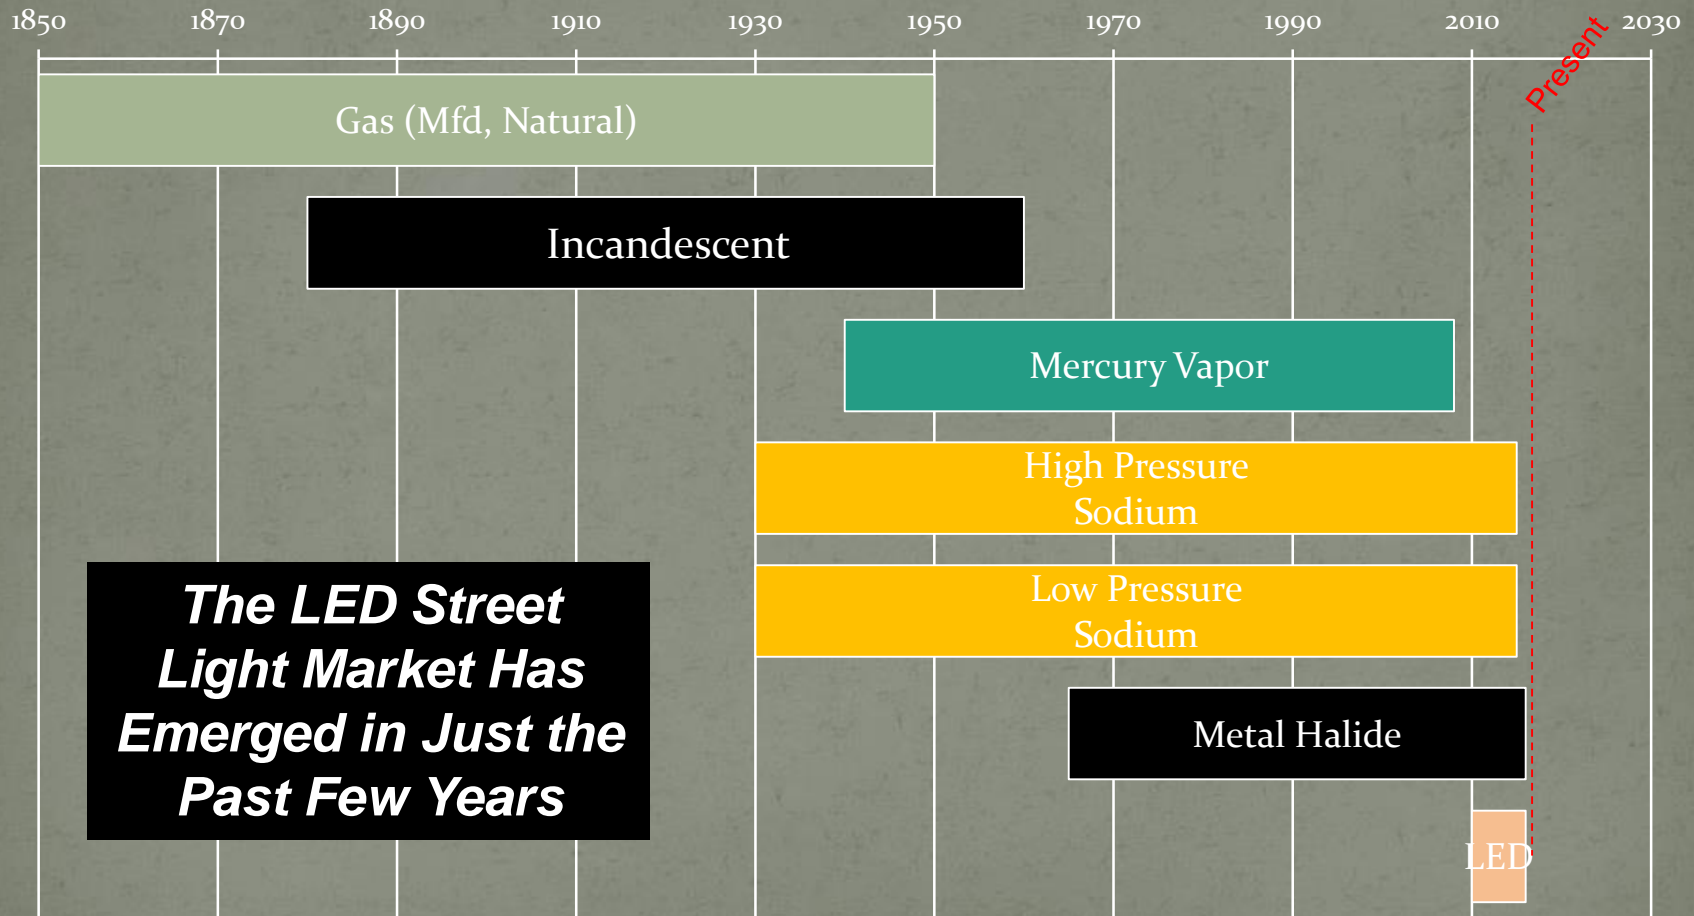 1850 1870 1890 1910 1930 1950 1970 1990 2010 2030
Present
Gas (Mfd, Natural)
Incandescent
Mercury Vapor
High Pressure
Sodium
Low Pressure
Sodium
The LED Street
Light Market Has
Emerged in Just the
Past Few Years
Metal Halide
LED